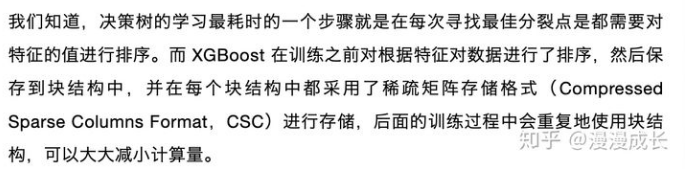 我们知道，决策树的学习最耗时的一个步骤就是在每次寻找最佳分裂点是都需要对
特征的值进行排序。而 XGBoost 在训练之前对根据特征对数据进行了排序，然后保
存到块结构中，并在每个块结构中都采用了稀疏矩阵存储格式（Compressed
Sparse Columns Format，CSC）进行存储，后面的训练过程中会重复地使用块结
构，可以大大减小计算量。
知乎 @漫漫成长